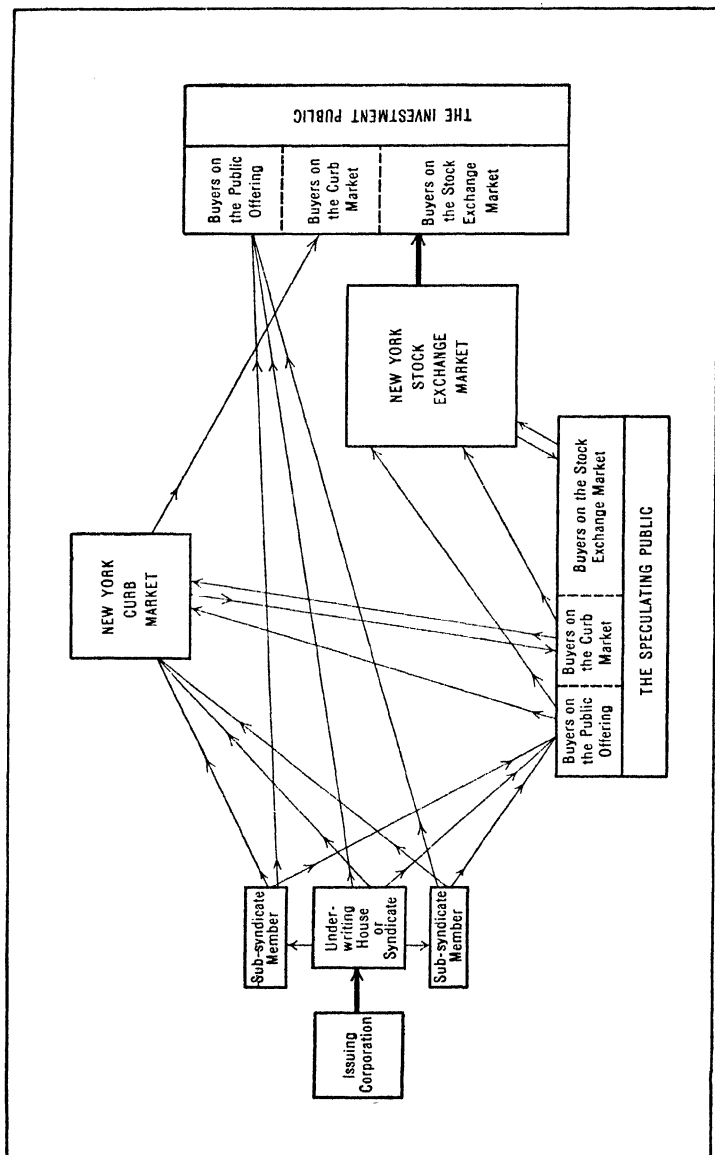 Issuing
Corporation
Sub-syndicate
Member
Under-
writing
House
or
Syndicate
Sub-syndicate
Member
NEW YORK
CURB
MARKET
Buyers on
the Public
Offering
Buyers on
the Curb
Market
Buyers on the Stock
Exchange Market
THE SPECULATING PUBLIC
NEW YORK
STOCK
EXCHANGE
MARKET
Buyers on
the Public
Offering
Buyers on
the Curb
Market
Buyers on
the Stock
Exchange
Market
THE INVESTMENT PUBLIC